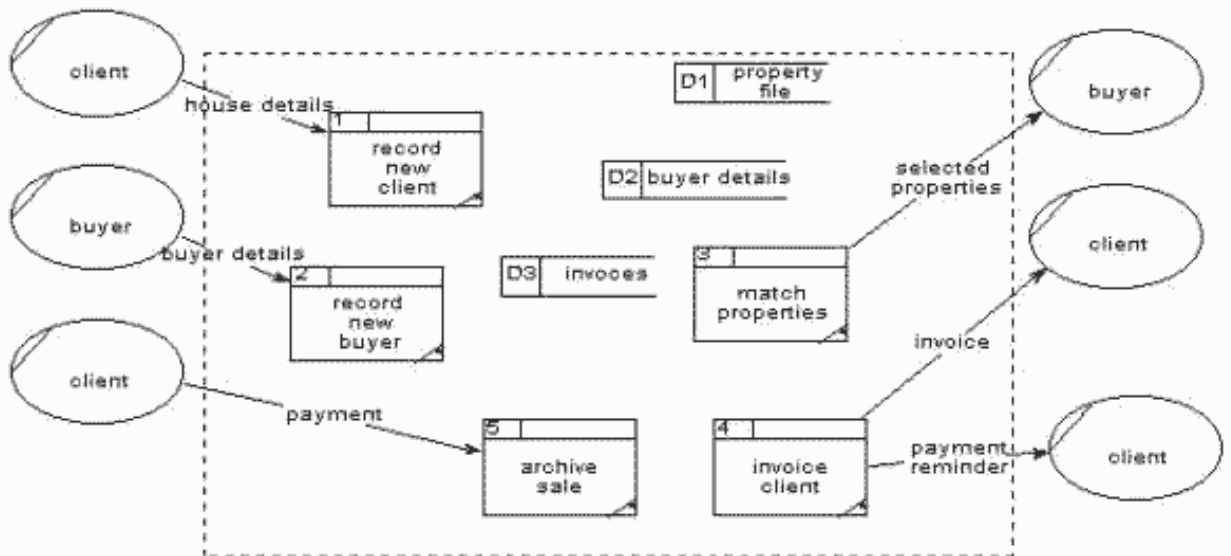 client
house details
1
record
new
client
D1
property
file
buyer
D2
buyer details
selected
properties
buyer
buyer details
2
record
new
buyer
D3
invoces
3
match
properties
client
client
payment
5
archive
sale
4
invoice
client
invoice
payment
reminder
client